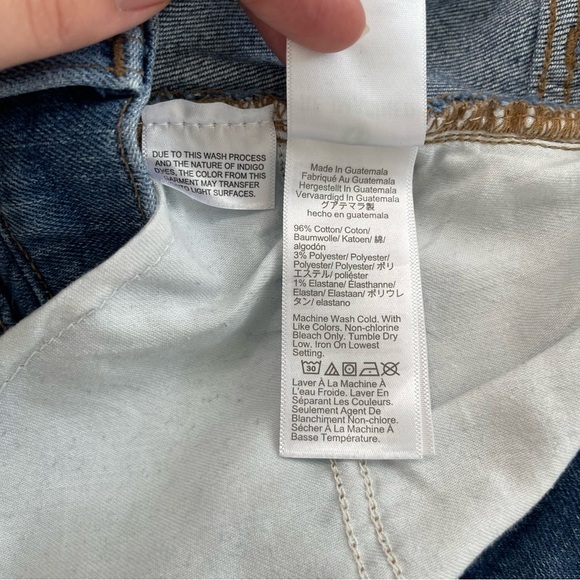 DUE TO THIS WASH PROCESS
AND THE NATURE OF INDIGO
DYES, THE COLOR FROM THIS
GARMENT MAY TRANSFER
TO LIGHT SURFACES.
Made In Guatemala
Fabriqué Au Guatemala
Hergestellt In Guatemala
Vervaardigd In Guatemala
グアテマラ製
hecho en guatemala
96% Cotton/ Coton/
Baumwolle/ Katoen/ 綿/
algodón
3% Polyester/ Polyester/
Polyester/ Polyester/ ポリ
エステル/ poliéster
1% Elastane/ Élasthanne/
Elastan/ Elastaan/ ポリウレ
タン/ elastano
Machine Wash Cold. With
Like Colors. Non-chlorine
Bleach Only. Tumble Dry
Low. Iron On Lowest
Setting.
30
Laver À La Machine À
L'eau Froide. Laver En
Séparant Les Couleurs.
Seulement Agent De
Blanchiment Non-chlore.
Sécher À La Machine À
Basse Température.